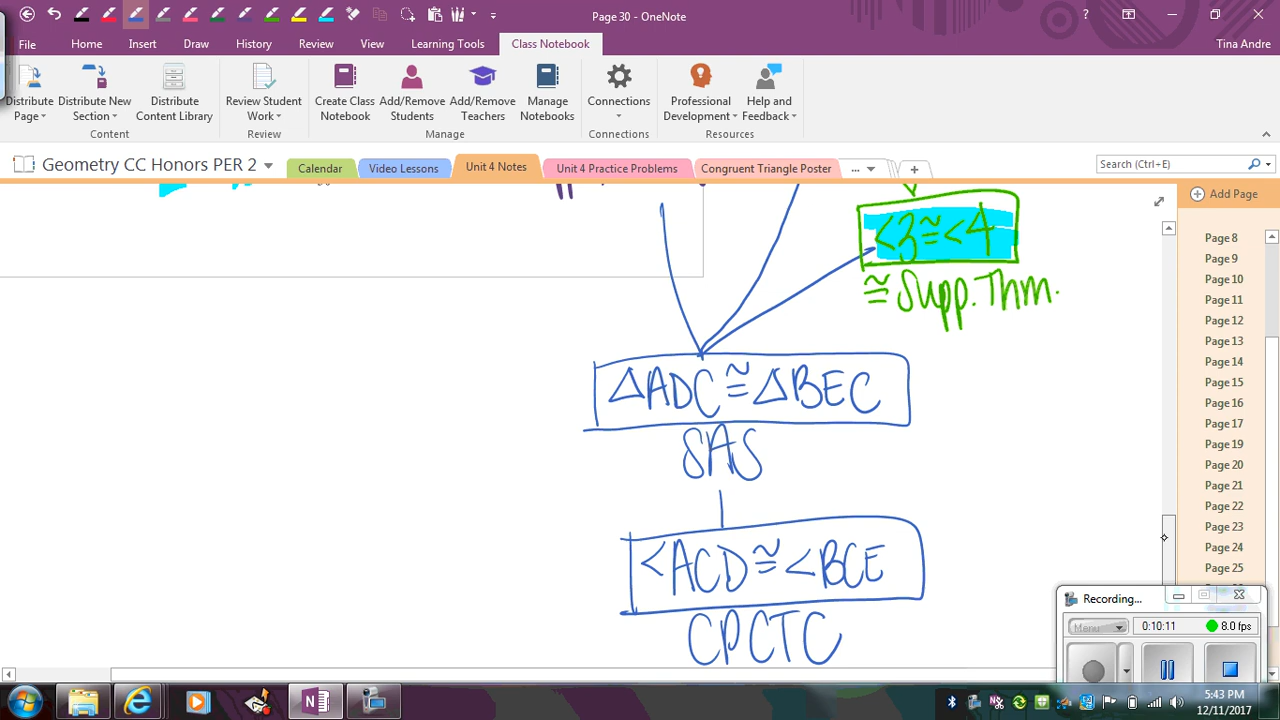 Page 30 - OneNote
Tina Andre
File Home Insert Draw History Review View Learning Tools Class Notebook
Distribute Page
Distribute New Section
Distribute Content Library
Review Student Work
Create Class Notebook
Add/Remove Students
Add/Remove Teachers
Manage Notebooks
Connections
Professional Development
Help and Feedback
Content Review Manage Connections Resources
Geometry CC Honors PER 2
Calendar Video Lessons Unit 4 Notes Unit 4 Practice Problems Congruent Triangle Poster ...
Search (Ctrl+E)
Add Page
Page 8
Page 9
Page 10
Page 11
Page 12
Page 13
Page 14
Page 15
Page 16
Page 17
Page 19
Page 20
Page 21
Page 22
Page 23
Page 24
Page 25
<3≅<4
≅ Supp. Thm.
△ADC≅△BEC
SAS
<ACD≅<BCE
CPCTC
Recording...
Menu 0:10:11 8.0 fps
5:43 PM
12/11/2017